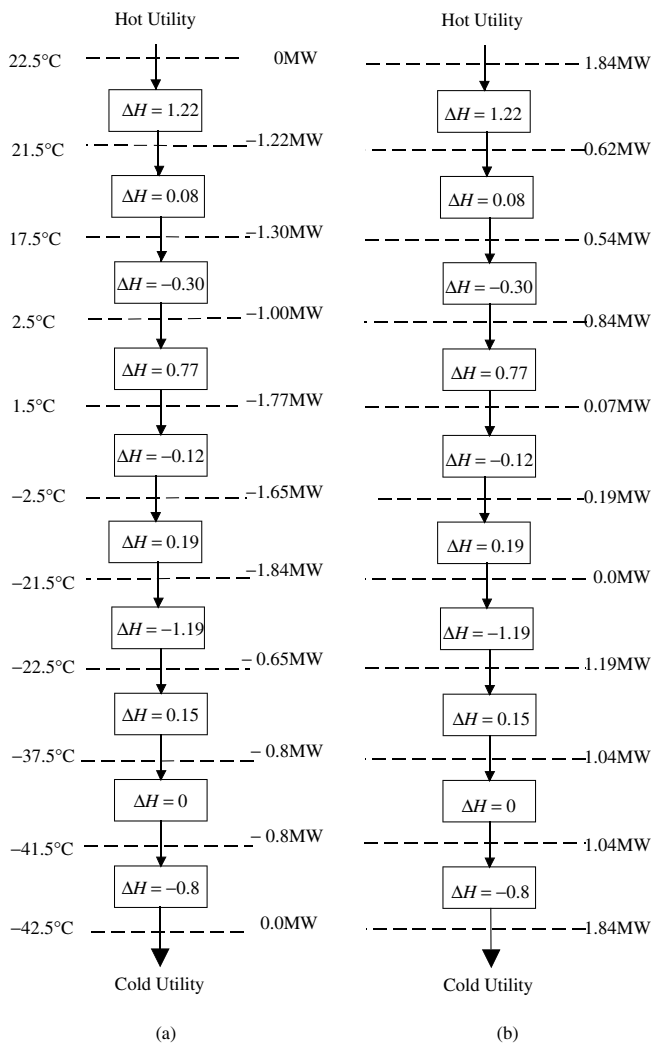 Hot Utility
Hot Utility
22.5°C
0MW
1.84MW
ΔH = 1.22
ΔH = 1.22
21.5°C
−1.22MW
0.62MW
ΔH = 0.08
ΔH = 0.08
17.5°C
−1.30MW
0.54MW
ΔH = −0.30
ΔH = −0.30
2.5°C
−1.00MW
0.84MW
ΔH = 0.77
ΔH = 0.77
1.5°C
−1.77MW
0.07MW
ΔH = −0.12
ΔH = −0.12
−2.5°C
−1.65MW
0.19MW
ΔH = 0.19
ΔH = 0.19
−21.5°C
−1.84MW
0.0MW
ΔH = −1.19
ΔH = −1.19
−22.5°C
− 0.65MW
1.19MW
ΔH = 0.15
ΔH = 0.15
−37.5°C
− 0.8MW
1.04MW
ΔH = 0
ΔH = 0
−41.5°C
− 0.8MW
1.04MW
ΔH = −0.8
ΔH = −0.8
−42.5°C
0.0MW
1.84MW
Cold Utility
Cold Utility
(a)
(b)